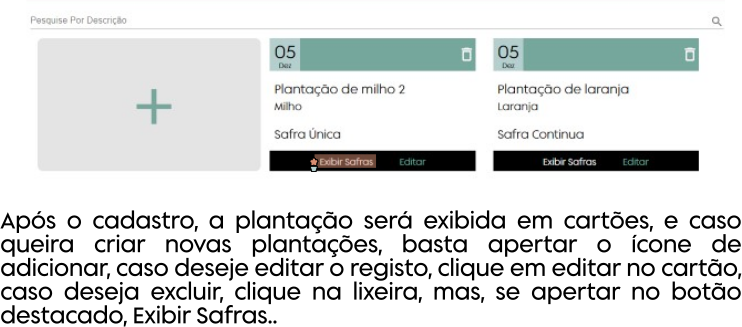 Pesquise Por Descrição
05
Dez
Plantação de milho 2
Milho
Safra Única
Exibir Safras Editar
05
Dez
Plantação de laranja
Laranja
Safra Continua
Exibir Safras Editar
Após o cadastro, a plantação será exibida em cartões, e caso
queira criar novas plantações, basta apertar o ícone de
adicionar, caso deseje editar o registo, clique em editar no cartão,
caso deseja excluir, clique na lixeira, mas, se apertar no botão
destacado, Exibir Safras..